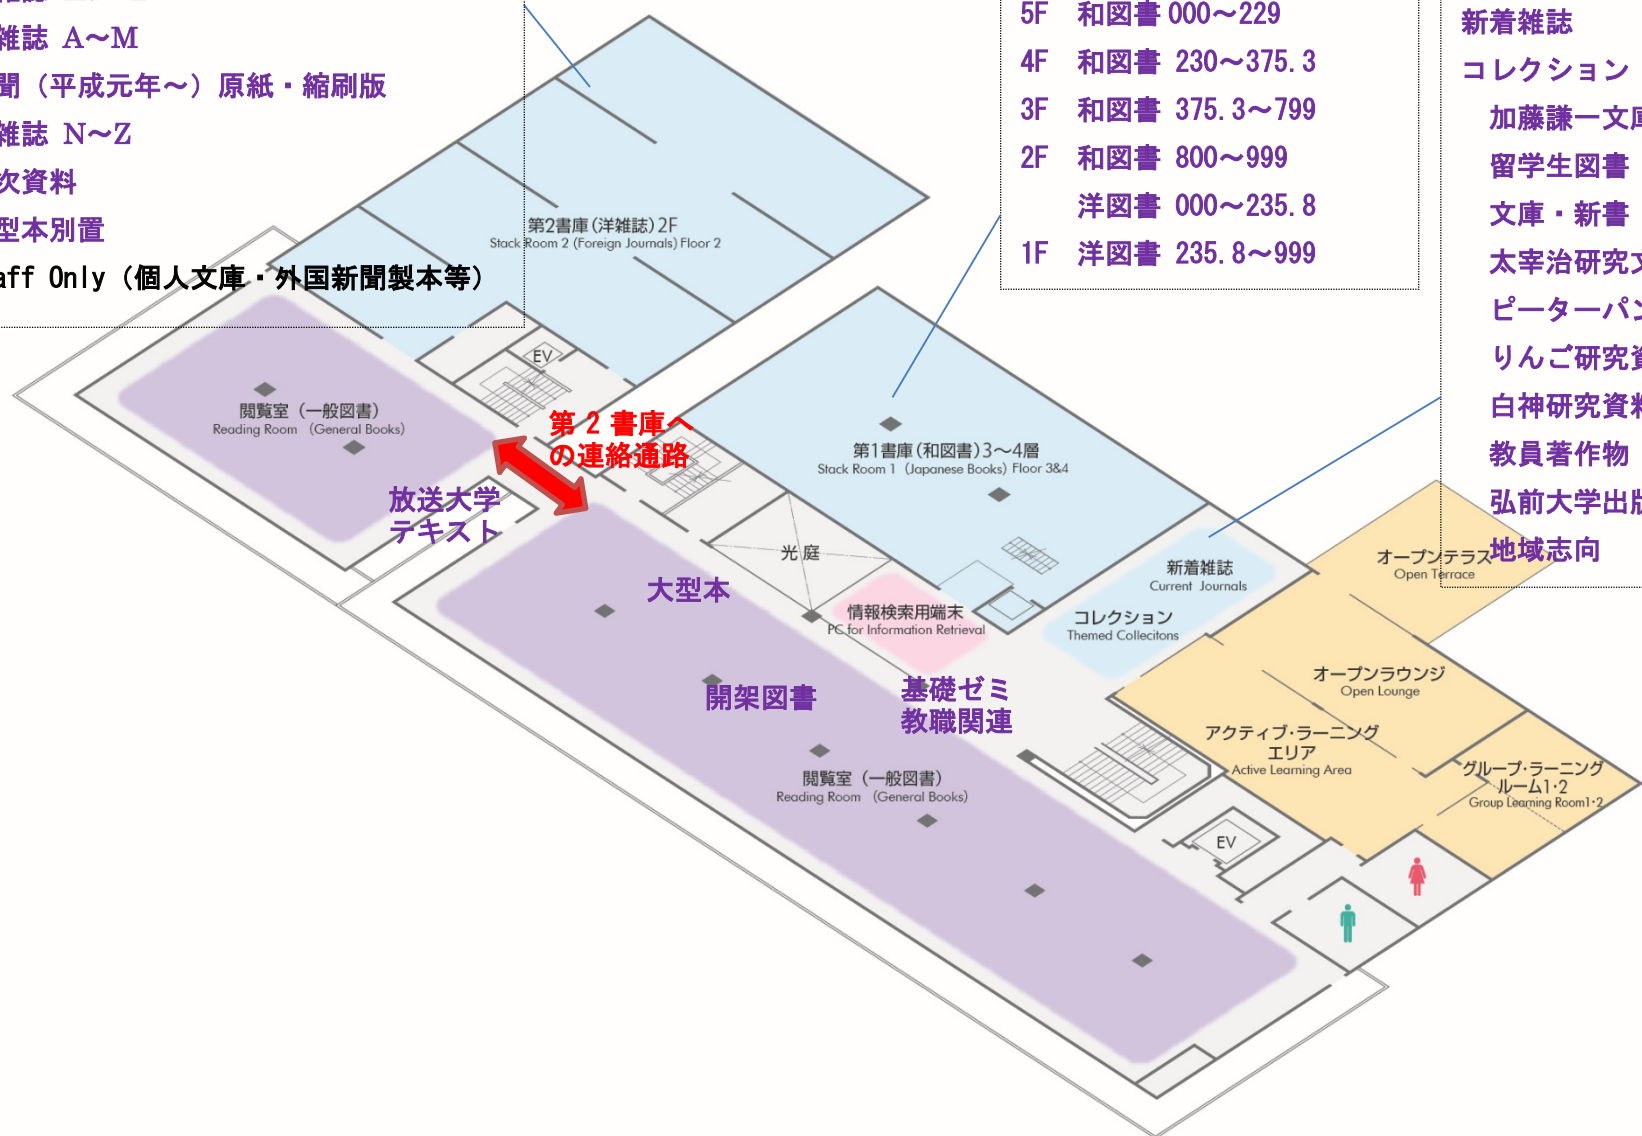 雑誌 A～M
聞（平成元年～）原紙・縮刷版
雑誌 N～Z
次資料
型本別置
aff Only（個人文庫・外国新聞製本等）
5F 和図書 000～229
4F 和図書 230～375.3
3F 和図書 375.3～799
2F 和図書 800～999
洋図書 000～235.8
1F 洋図書 235.8～999
新着雑誌
コレクション
加藤謙一文庫
留学生図書
文庫・新書
太宰治研究文
ピーターパン
りんご研究資
白神研究資料
教員著作物
弘前大学出版
地域志向
第2書庫(洋雑誌)2F
Stack Room 2 (Foreign Journals) Floor 2
EV
閲覧室（一般図書）
Reading Room （General Books）
第 2 書庫へ
の連絡通路
放送大学
テキスト
第1書庫(和図書)3～4層
Stack Room 1 (Japanese Books) Floor 3&4
光庭
大型本
情報検索用端末
PC for Information Retrieval
新着雑誌
Current Journals
コレクション
Themed Collecitons
オープンテラス
Open Terrace
オープンラウンジ
Open Lounge
開架図書
基礎ゼミ
教職関連
アクティブ・ラーニング
エリア
Active Learning Area
グループ・ラーニング
ルーム1・2
Group Learning Room1・2
閲覧室（一般図書）
Reading Room （General Books）
EV